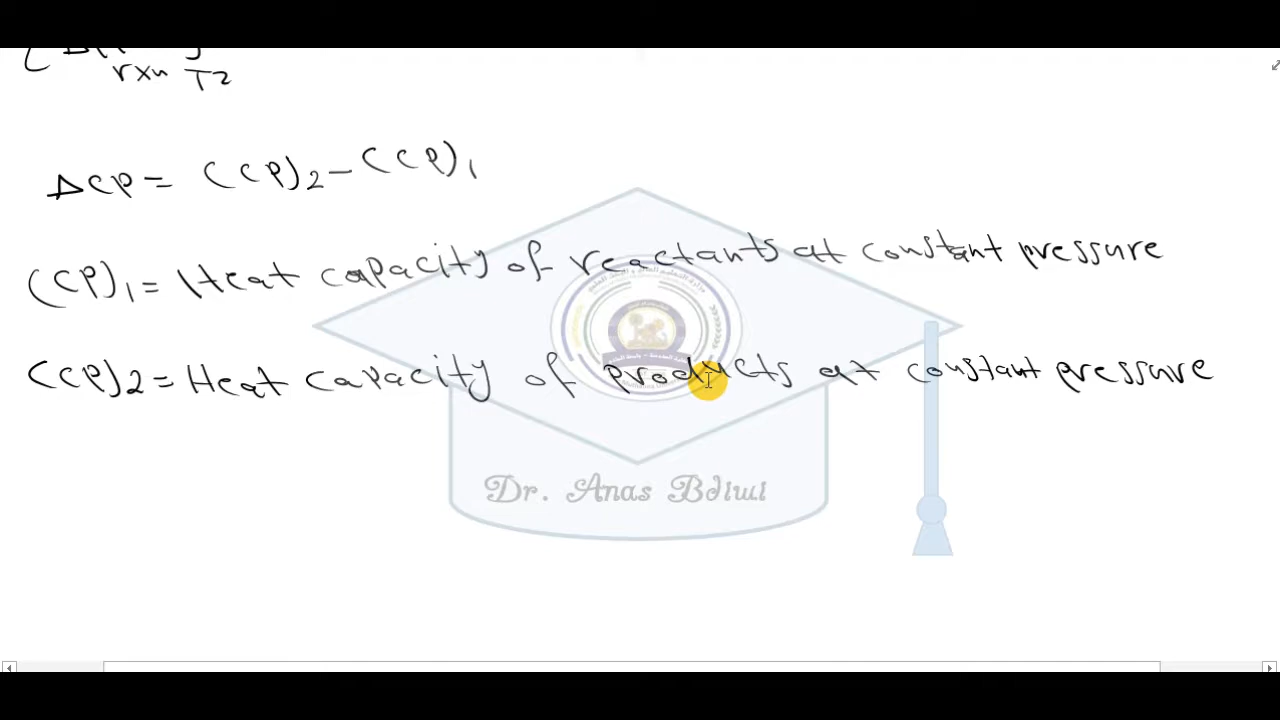 rxn T2
ΔCP = (CP)2 - (CP)1
(CP)1 = Heat capacity of reactants at constant pressure
(CP)2 = Heat capacity of products at constant pressure
Dr. Anas Bdiwi